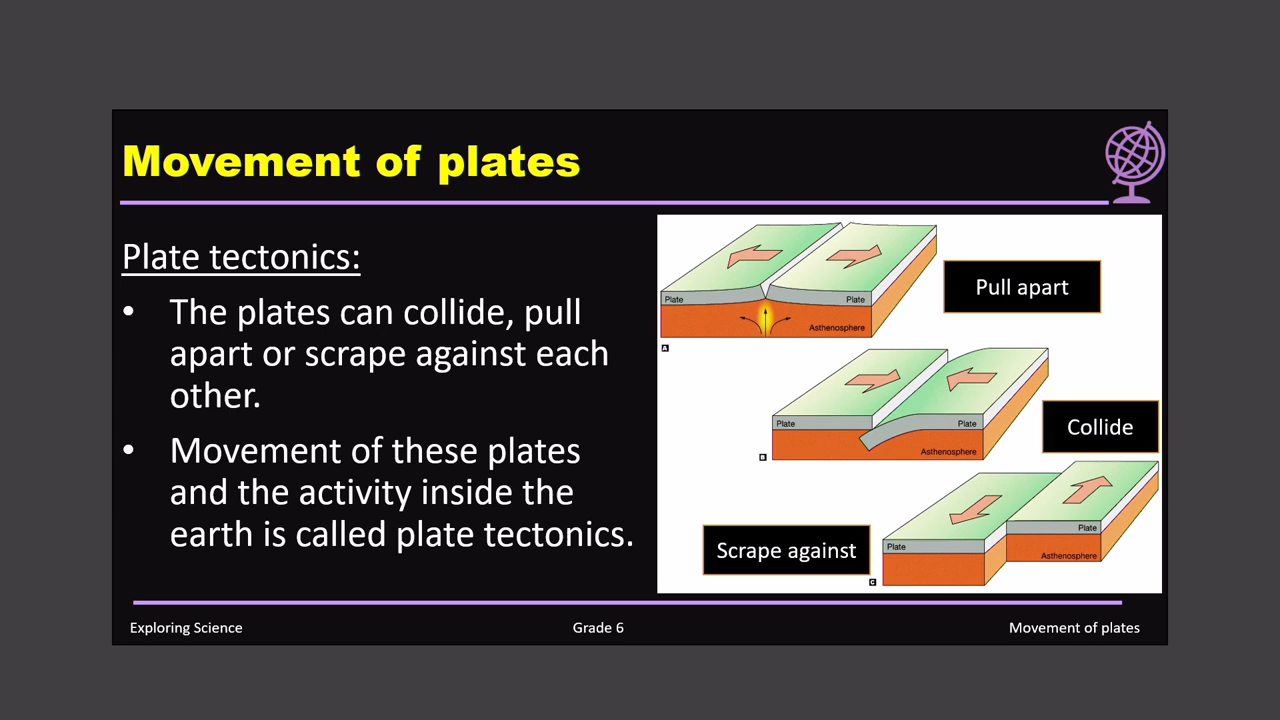 Movement of plates
Plate tectonics:
• The plates can collide, pull
apart or scrape against each
other.
• Movement of these plates
and the activity inside the
earth is called plate tectonics.
Plate
Plate
Asthenosphere
A
Pull apart
Plate
Plate
Asthenosphere
B
Collide
Plate
Plate
Asthenosphere
C
Scrape against
Exploring Science
Grade 6
Movement of plates